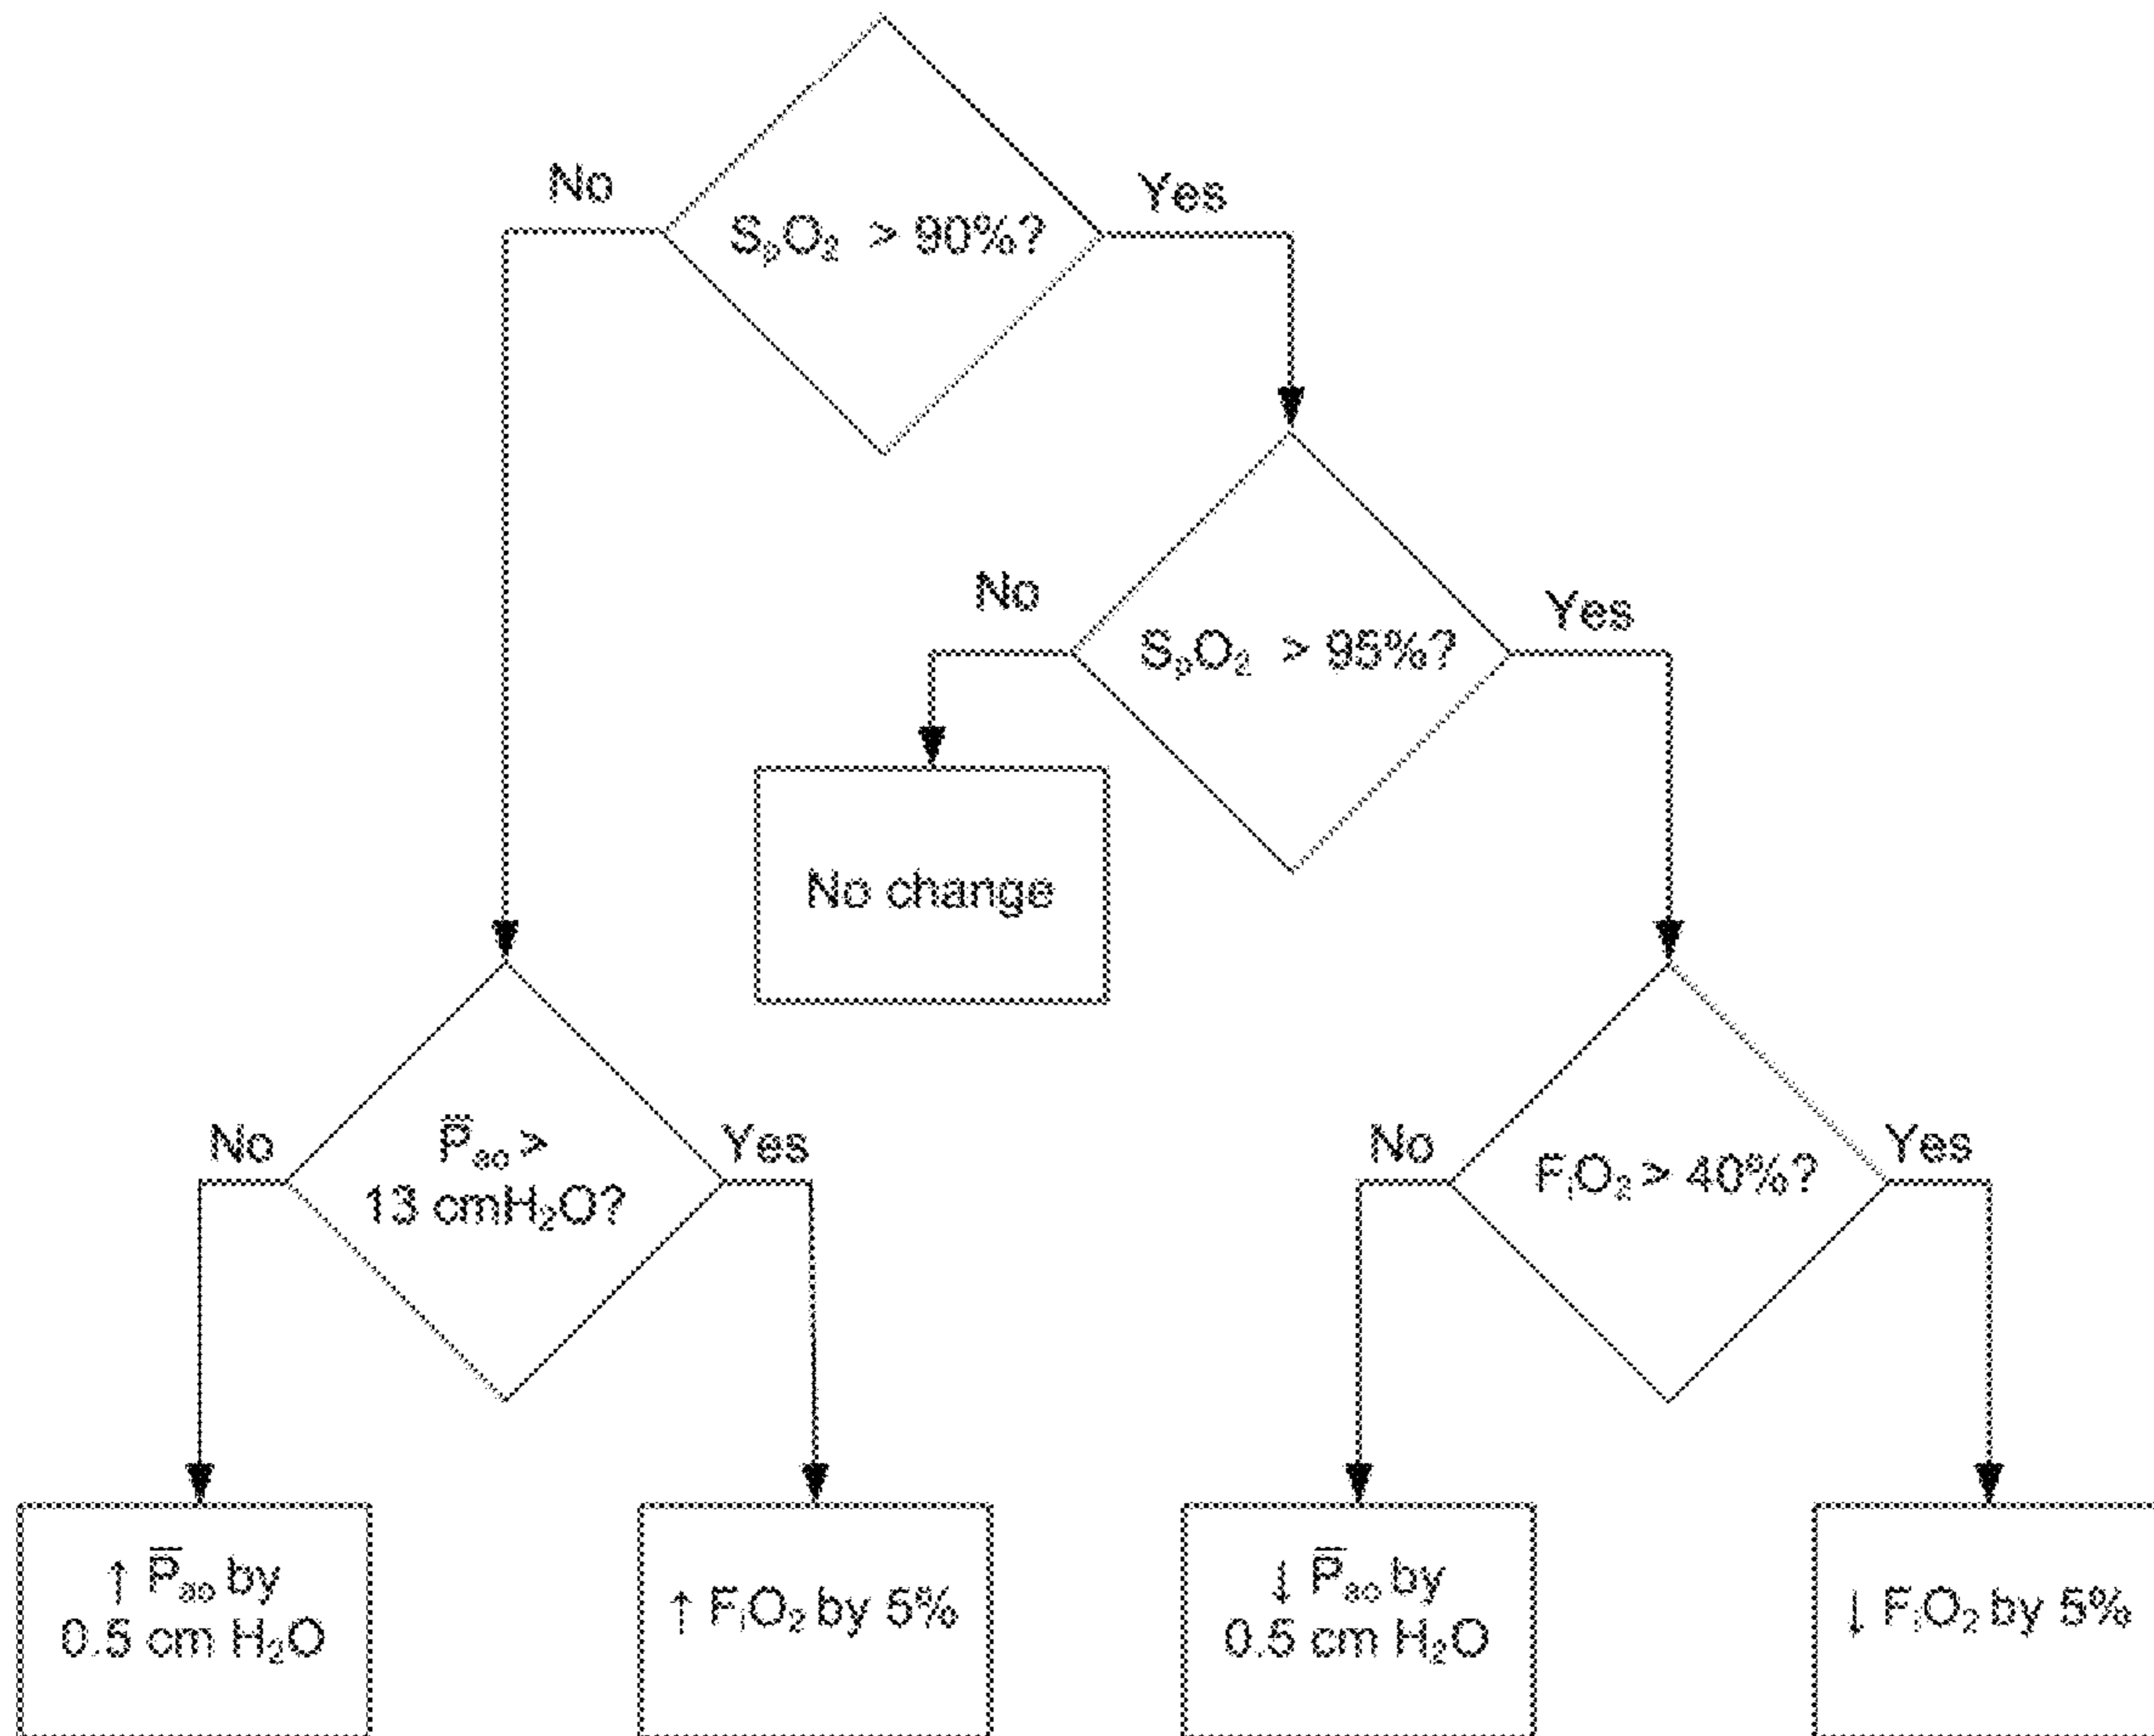 No
Yes
SpO₂ > 90%?
No
Yes
SpO₂ > 95%?
No change
No
P̅ao >
13 cmH₂O?
Yes
No
FiO₂ > 40%?
Yes
↑ P̅ao by
0.5 cm H₂O
↑ FiO₂ by 5%
↓ P̅ao by
0.5 cm H₂O
↓ FiO₂ by 5%